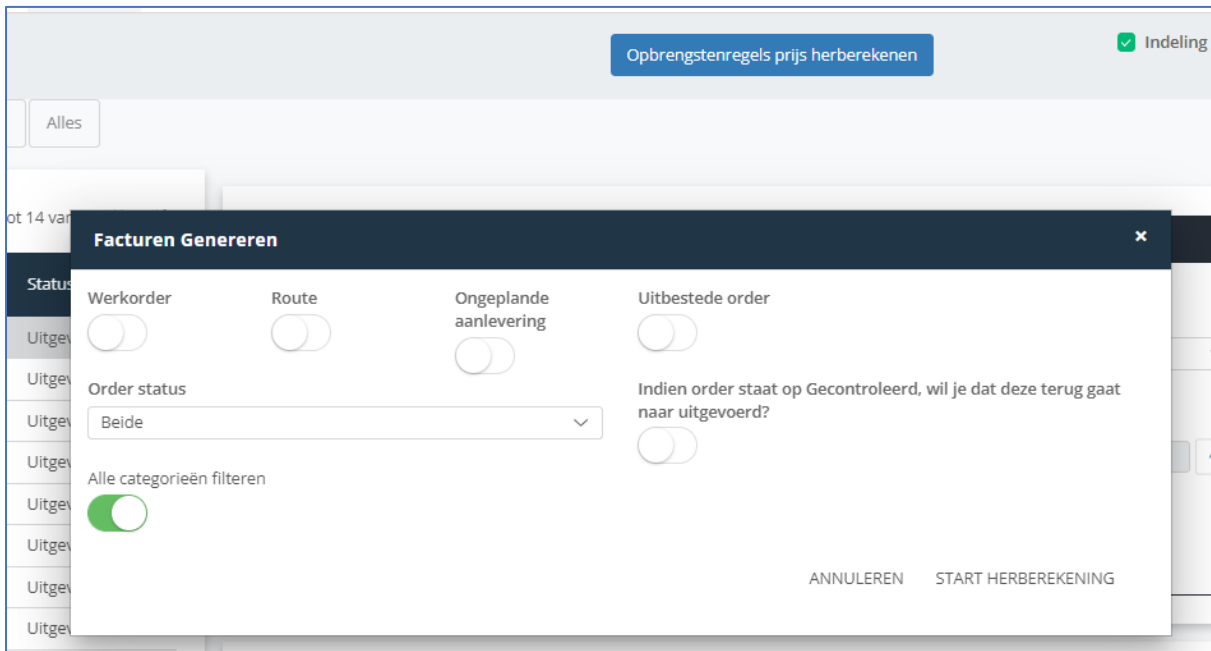 Opbrengstenregels prijs herberekenen
Indeling
Alles
ot 14 van
Facturen Genereren
×
Status
Werkorder
Route
Ongeplande
aanlevering
Uitbestede order
Order status
Beide
Indien order staat op Gecontroleerd, wil je dat deze terug gaat
naar uitgevoerd?
Alle categorieën filteren
ANNULEREN
START HERBEREKENING
Uitgev
Uitgev
Uitgev
Uitgev
Uitgev
Uitgev
Uitgev
Uitgev